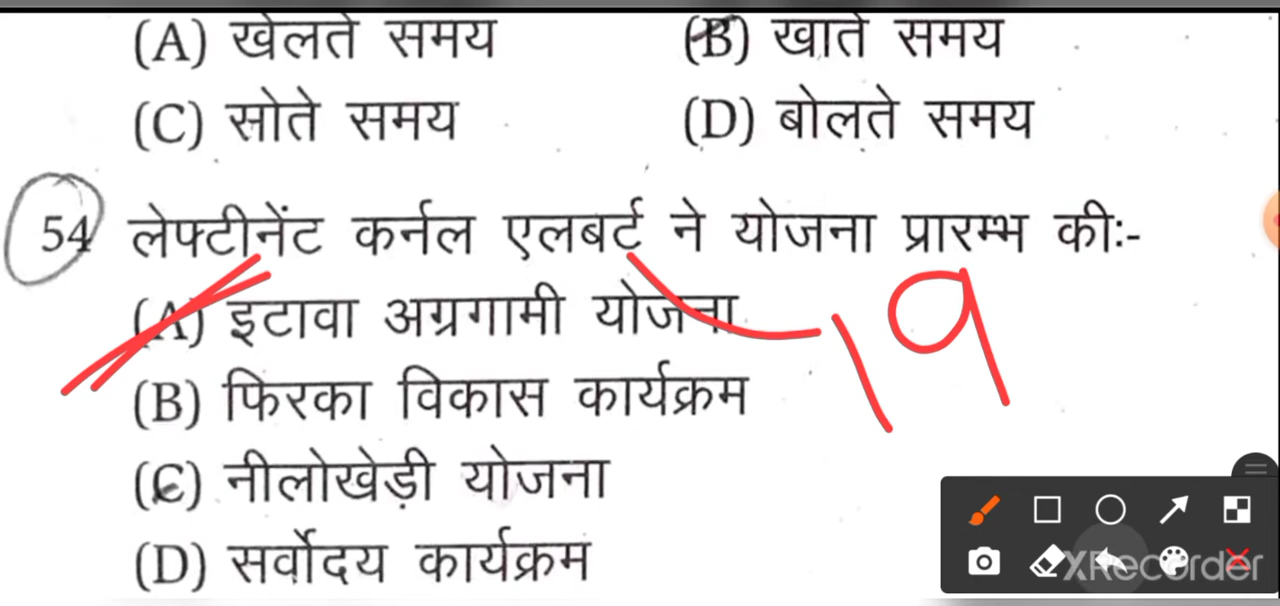 (A) खेलते समय (B) खाते समय
(C) सोते समय (D) बोलते समय
54 लेफ्टीनेंट कर्नल एलबर्ट ने योजना प्रारम्भ की:-
(A) इटावा अग्रगामी योजना
19
(B) फिरका विकास कार्यक्रम
(C) नीलोखेड़ी योजना
(D) सर्वोदय कार्यक्रम
XRecorder